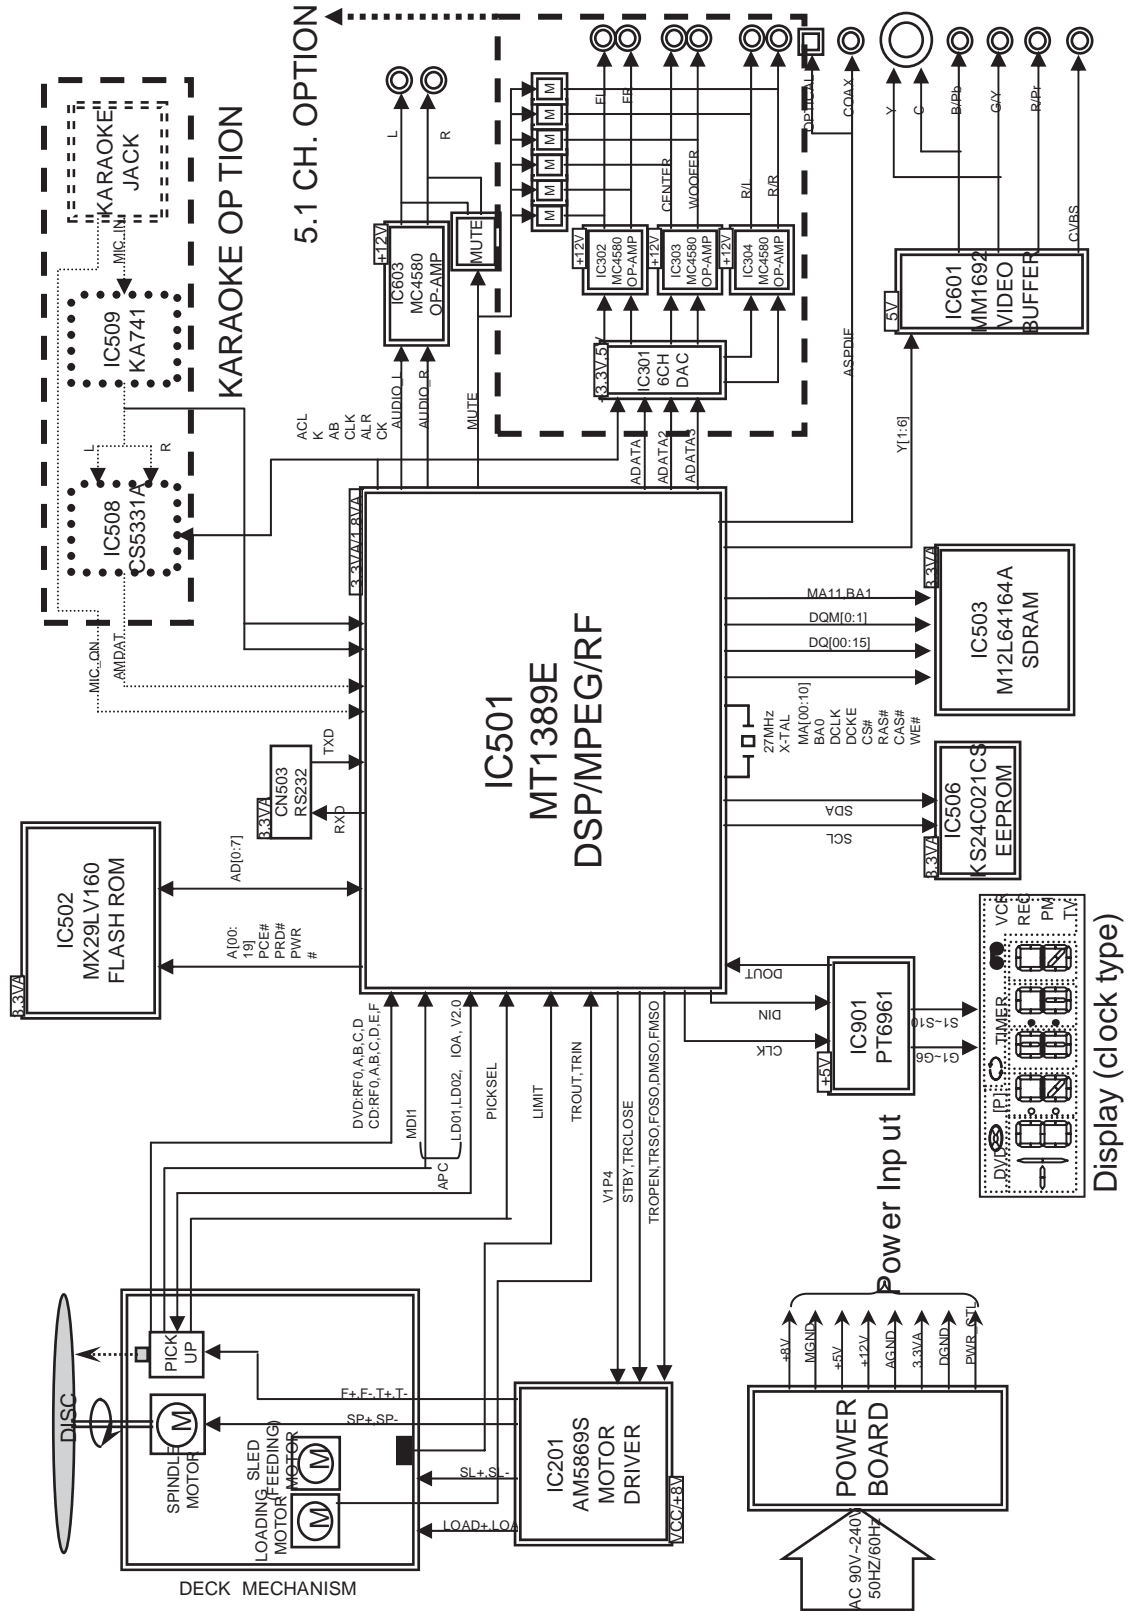 KARAOKE
JACK
MIC_IN
IC509
KA741
L
R
IC508
CS5331A
KARAOKE OPTION
MIC_ON
AMDAT
5.1 CH. OPTION
+12V
IC603
MC4580
OP-AMP
L
R
MUTE
ACL
K
AB
CLK
ALR
CK
AUDIO_L
AUDIO_R
MUTE
M
M
M
M
M
M
FL
FR
CENTER
WOOFER
R/L
R/R
+12V
IC302
MC4580
OP-AMP
+12V
IC303
MC4580
OP-AMP
+12V
IC304
MC4580
OP-AMP
IC301
6CH
DAC
ADATA
ADATA2
ADATA3
OPTICAL
COAX
Y
C
B/Pb
G/Y
R/Pr
CVBS
5V
IC601
MM1692
VIDEO
BUFFER
ASPDIF
Y[1:6]
3.3VA/1.8VA
IC501
MT1389E
DSP/MPEG/RF
TXD
RXD
3.3VA
CN503
RS232
3.3VA
IC502
MX29LV160
FLASH ROM
AD[0:7]
A[00:
19]
PCE#
PRD#
PWR
#
MA11,BA1
DQM[0:1]
DQ[00:15]
27MHz
X-TAL
MA[00:10]
BA0
DCLK
DCKE
CS#
RAS#
CAS#
WE#
3.3VA
IC503
M12L64164A
SDRAM
SDA
SCL
3.3VA
IC506
KS24C021CS
EEPROM
DOUT
DIN
CLK
+5V
IC901
PT6961
S1~S10
G1~G6
DVD
[P]
TIMER
VCR
REC
PM
TV
Display (clock type)
DVD:RF0,A,B,C,D
CD:RF0,A,B,C,D,E,F
MDI1
LD01,LD02, IOA, V2.0
APC
PICKSEL
LIMIT
TROUT,TRIN
V1P4
STBY,TRCLOSE
TROPEN,TRSO,FOSO,DMSO,FMSO
DISC
PICK
UP
M
SPINDLE
MOTOR
SLED
(FEEDING)
MOTOR
M
LOADING
MOTOR
M
DECK MECHANISM
F+,F-,T+,T-
SP+,SP-
SL+,SL-
LOAD+,LOA
IC201
AM5869S
MOTOR
DRIVER
VCC/+8V
Power Input
+8V
MGND
+5V
+12V
AGND
3.3VA
DGND
PWR_CTL
POWER
BOARD
AC 90V~240V
50HZ/60Hz